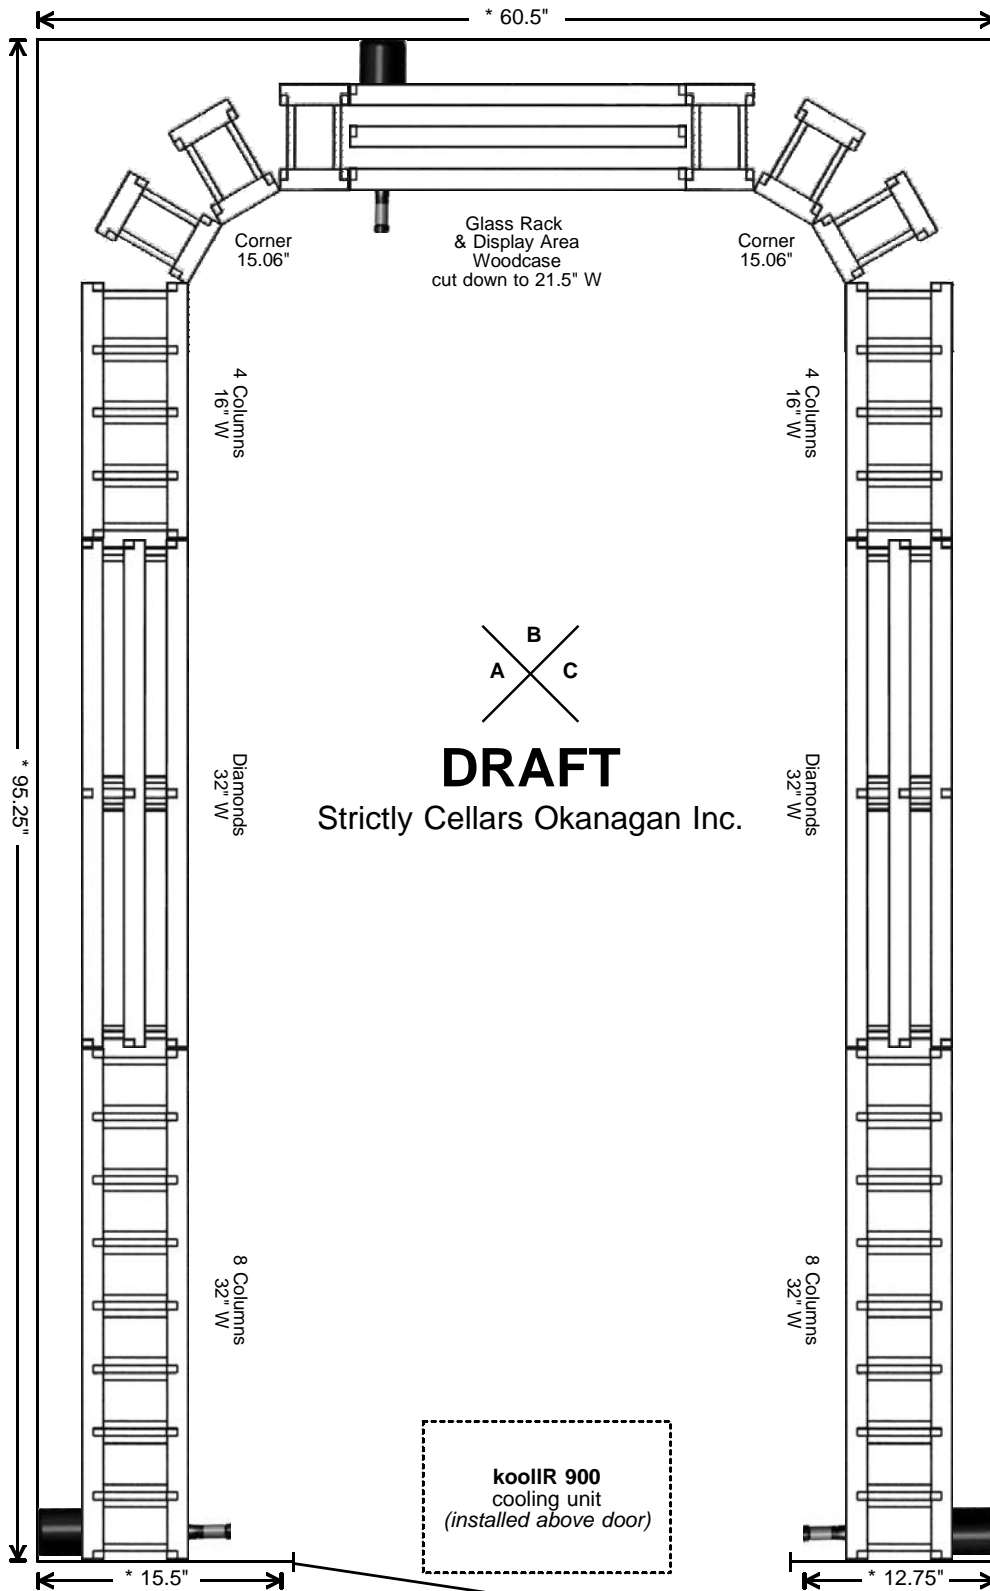 * 60.5"
* 95.25"
Glass Rack
& Display Area
Woodcase
cut down to 21.5" W
Corner
15.06"
Corner
15.06"
4 Columns
16" W
4 Columns
16" W
A
B
C
DRAFT
Strictly Cellars Okanagan Inc.
Diamonds
32" W
Diamonds
32" W
8 Columns
32" W
8 Columns
32" W
koolIR 900
cooling unit
(installed above door)
* 15.5"
* 12.75"